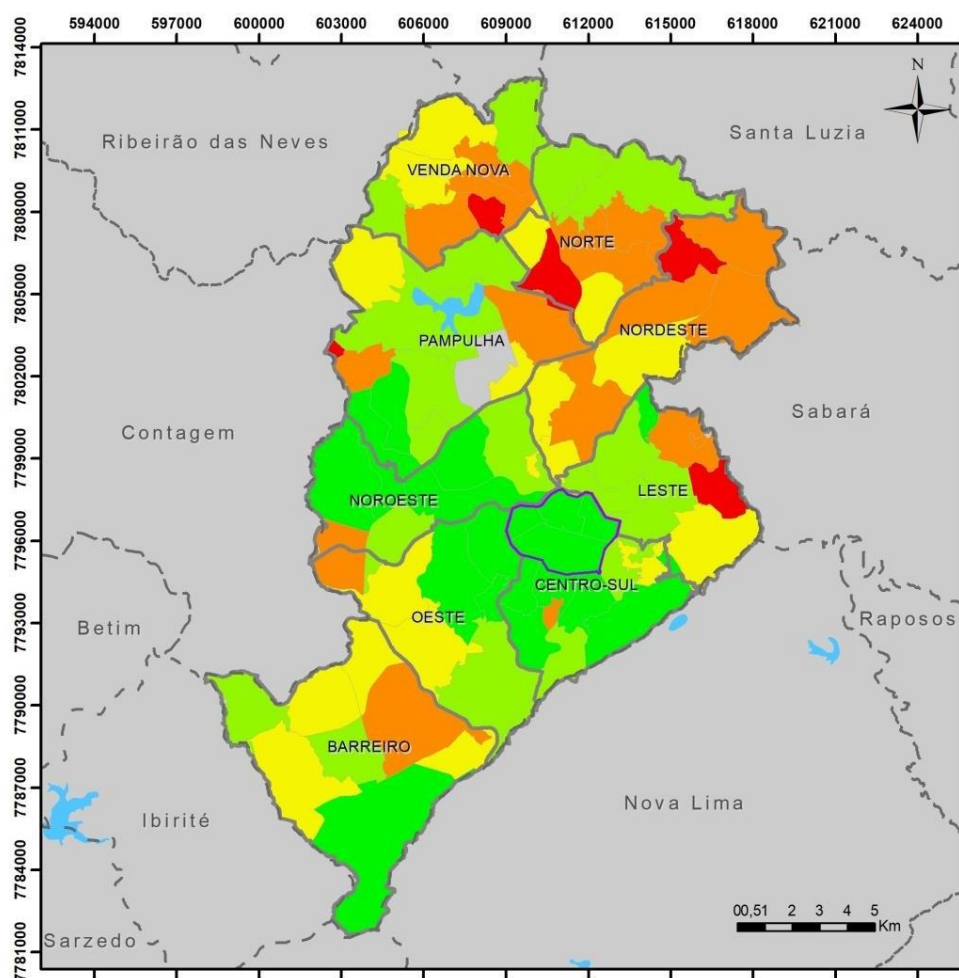 594000 597000 600000 603000 606000 609000 612000 615000 618000 621000 624000
7814000
7811000
7808000
7805000
7802000
7799000
7796000
7793000
7790000
7787000
7784000
7781000
N
Ribeirão das Neves
Santa Luzia
VENDA NOVA
NORTE
NORDESTE
PAMPULHA
Sabará
Contagem
LESTE
NOROESTE
CENTRO-SUL
OESTE
Raposos
Betim
BARREIRO
Nova Lima
Ibirité
00,51 2 3 4 5
Km
Sarzedo